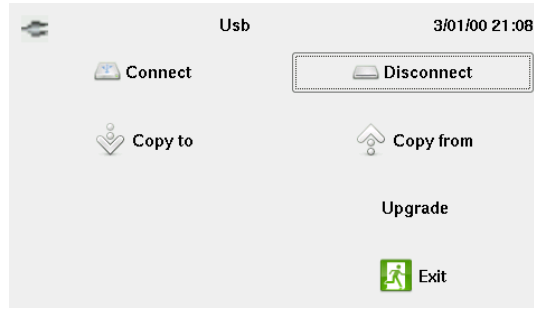 Usb 3/01/00 21:08
Connect Disconnect
Copy to Copy from
Upgrade
Exit